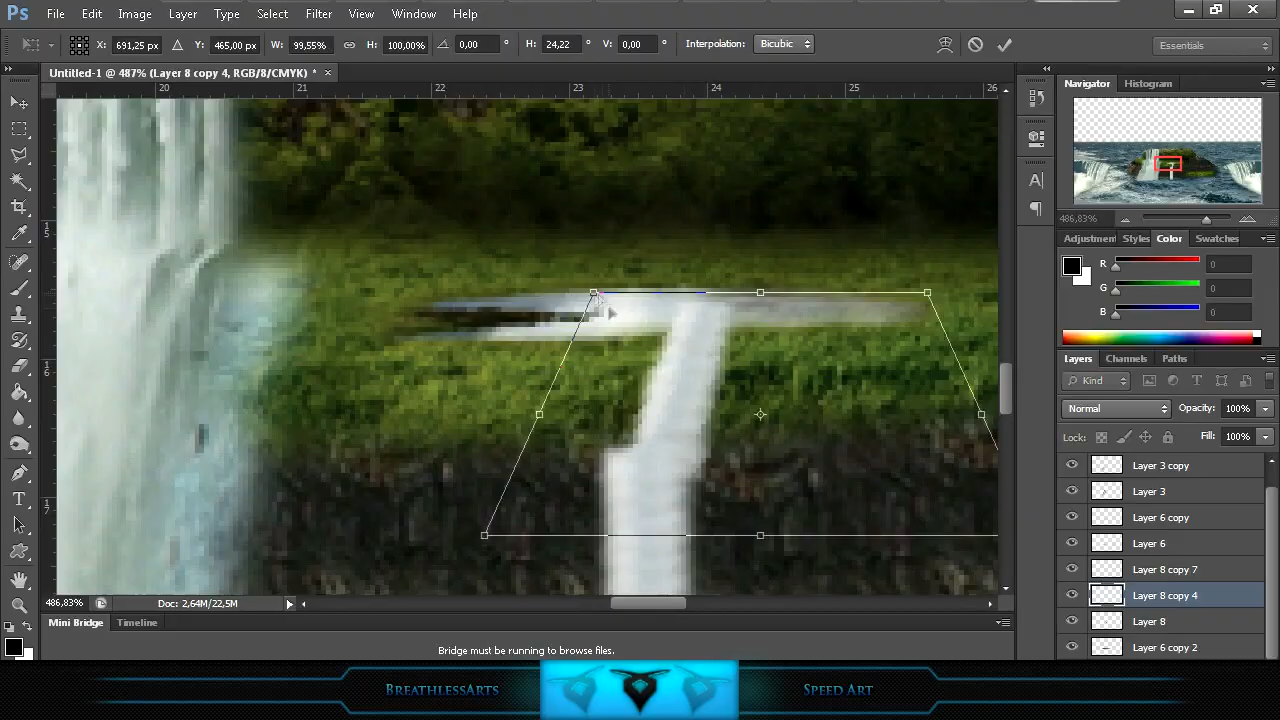 Ps File Edit Image Layer Type Select Filter View Window Help
X: 691,25 px Y: 465,00 px W: 99,55% H: 100,00% 0,00 ° H: 24,22 ° V: 0,00 ° Interpolation: Bicubic Essentials
Untitled-1 @ 487% (Layer 8 copy 4, RGB/8/CMYK) * ×
20 21 22 23 24 25 26
15
16
17
Navigator Histogram
486,83%
Adjustment Styles Color Swatches
R 0
G 0
B 0
Layers Channels Paths
Kind
Normal Opacity: 100%
Lock: Fill: 100%
Layer 3 copy
Layer 3
Layer 6 copy
Layer 6
Layer 8 copy 7
Layer 8 copy 4
Layer 8
Layer 6 copy 2
486,83% Doc: 2,64M/22,5M
Mini Bridge Timeline
Bridge must be running to browse files.
BreathlessArts Speed Art